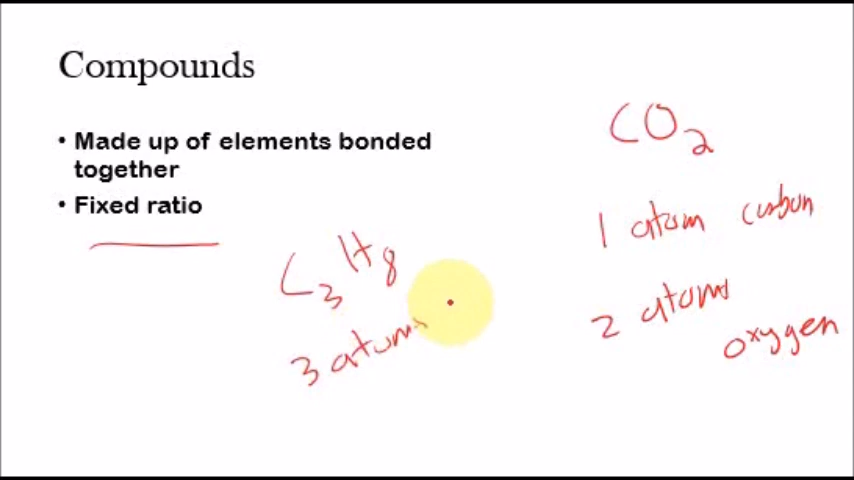 Compounds
• Made up of elements bonded
together
• Fixed ratio
C3H8
3 atoms
CO2
1 atom carbon
2 atoms
oxygen